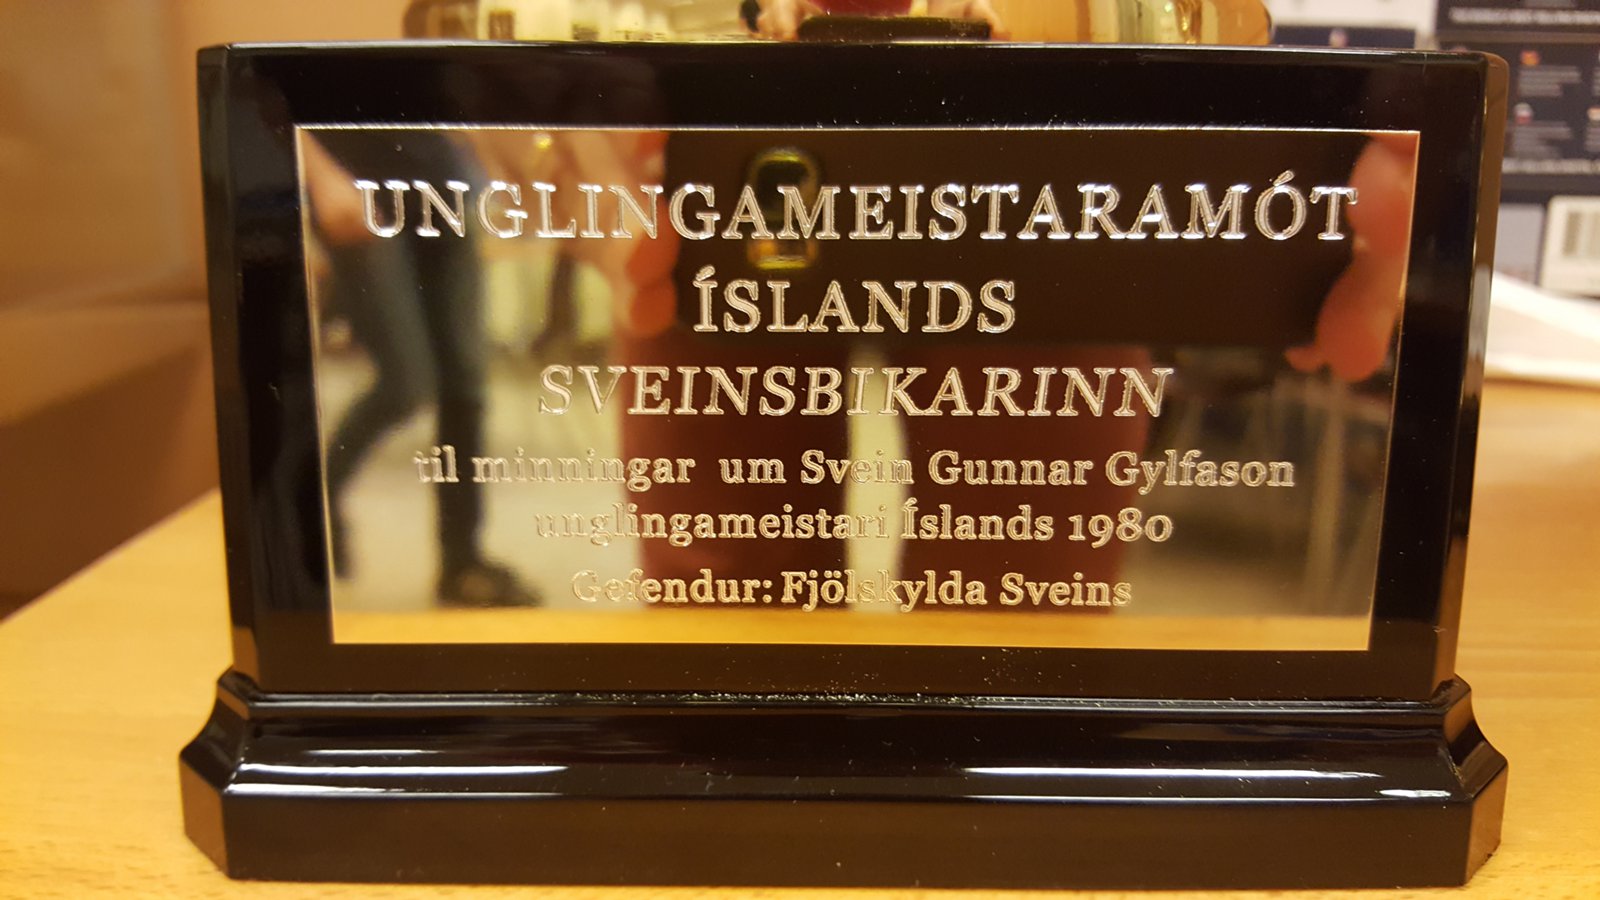 UNGLINGAMEISTARAMÓT
ÍSLANDS
SVEINSBIKARINN
til minningar um Svein Gunnar Gylfason
unglingameistari Íslands 1980
Gefendur: Fjölskylda Sveins